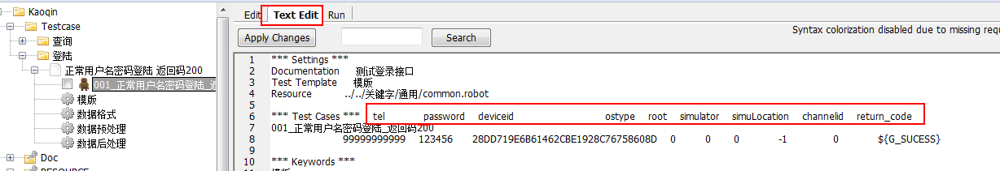 Kaoqin
Testcase
查询
登陆
正常用户名密码登陆 返回码200
001_正常用户名密码登陆_返
模版
数据格式
数据预处理
数据后处理
Doc
RESOURCE
Edit Text Edit Run
Apply Changes Search
Syntax colorization disabled due to missing requ
1 *** Settings ***
2 Documentation 测试登录接口
3 Test Template 模版
4 Resource ../../关键字/通用/common.robot
5
6 *** Test Cases *** tel password deviceid ostype root simulator simuLocation channelid return_code
7 001_正常用户名密码登陆_返回码200
8 99999999999 123456 28DD719E6B61462CBE1928C76758608D 0 0 0 -1 0 ${G_SUCESS}
9
10 *** Keywords ***
11 模版